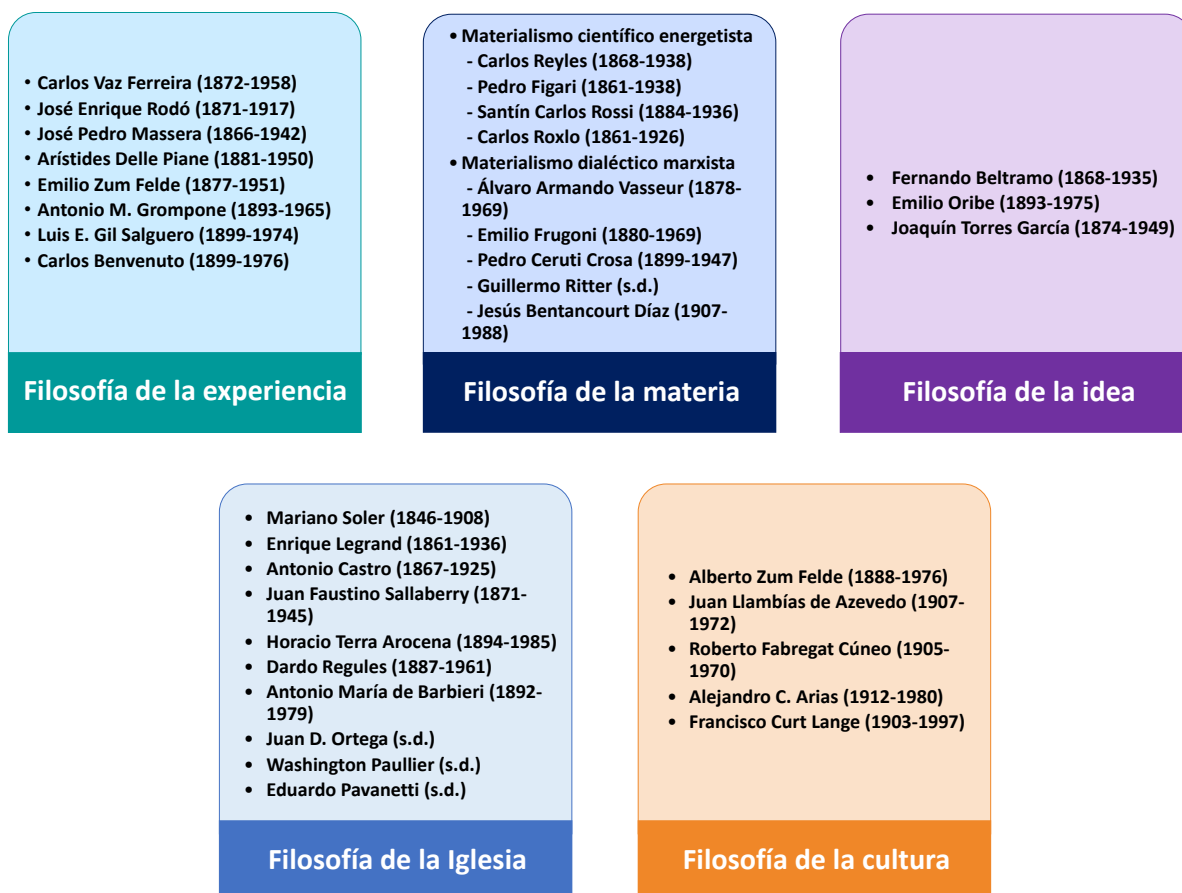 • Carlos Vaz Ferreira (1872-1958)
• José Enrique Rodó (1871-1917)
• José Pedro Massera (1866-1942)
• Arístides Delle Piane (1881-1950)
• Emilio Zum Felde (1877-1951)
• Antonio M. Grompone (1893-1965)
• Luis E. Gil Salguero (1899-1974)
• Carlos Benvenuto (1899-1976)
Filosofía de la experiencia
• Materialismo científico energetista
- Carlos Reyles (1868-1938)
- Pedro Figari (1861-1938)
- Santín Carlos Rossi (1884-1936)
- Carlos Roxlo (1861-1926)
• Materialismo dialéctico marxista
- Álvaro Armando Vasseur (1878-
1969)
- Emilio Frugoni (1880-1969)
- Pedro Ceruti Crosa (1899-1947)
- Guillermo Ritter (s.d.)
- Jesús Bentancourt Díaz (1907-
1988)
Filosofía de la materia
• Fernando Beltramo (1868-1935)
• Emilio Oribe (1893-1975)
• Joaquín Torres García (1874-1949)
Filosofía de la idea
• Mariano Soler (1846-1908)
• Enrique Legrand (1861-1936)
• Antonio Castro (1867-1925)
• Juan Faustino Sallaberry (1871-
1945)
• Horacio Terra Arocena (1894-1985)
• Dardo Regules (1887-1961)
• Antonio María de Barbieri (1892-
1979)
• Juan D. Ortega (s.d.)
• Washington Paullier (s.d.)
• Eduardo Pavanetti (s.d.)
Filosofía de la Iglesia
• Alberto Zum Felde (1888-1976)
• Juan Llambías de Azevedo (1907-
1972)
• Roberto Fabregat Cúneo (1905-
1970)
• Alejandro C. Arias (1912-1980)
• Francisco Curt Lange (1903-1997)
Filosofía de la cultura